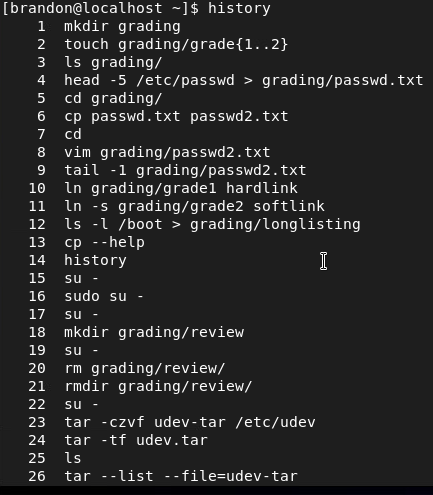 [brandon@localhost ~]$ history
1 mkdir grading
2 touch grading/grade{1..2}
3 ls grading/
4 head -5 /etc/passwd > grading/passwd.txt
5 cd grading/
6 cp passwd.txt passwd2.txt
7 cd
8 vim grading/passwd2.txt
9 tail -1 grading/passwd2.txt
10 ln grading/grade1 hardlink
11 ln -s grading/grade2 softlink
12 ls -l /boot > grading/longlisting
13 cp --help
14 history
15 su -
16 sudo su -
17 su -
18 mkdir grading/review
19 su -
20 rm grading/review/
21 rmdir grading/review/
22 su -
23 tar -czvf udev-tar /etc/udev
24 tar -tf udev.tar
25 ls
26 tar --list --file=udev-tar